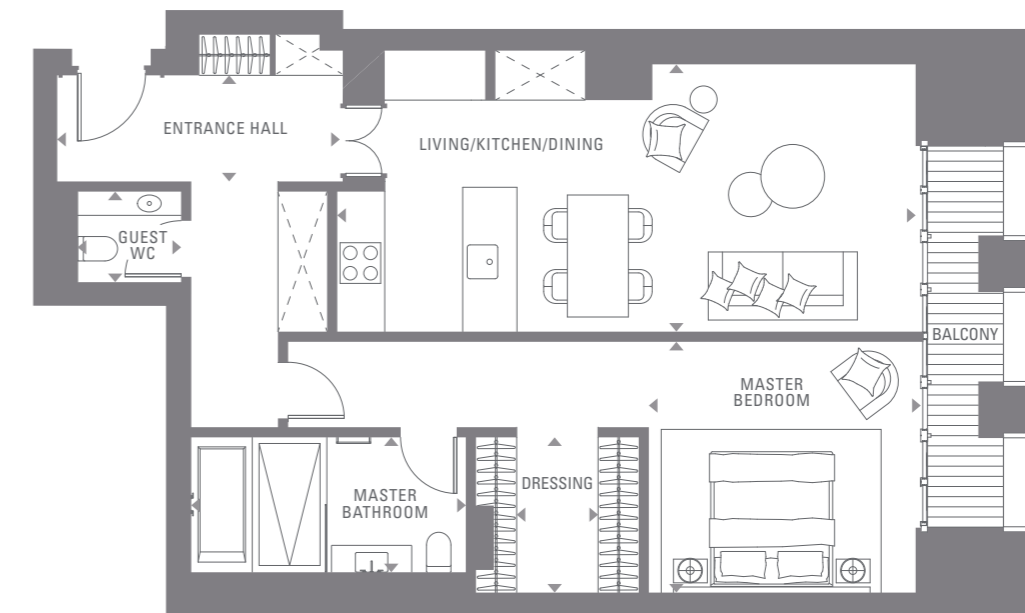 ENTRANCE HALL
LIVING/KITCHEN/DINING
GUEST
WC
BALCONY
MASTER
BEDROOM
DRESSING
MASTER
BATHROOM